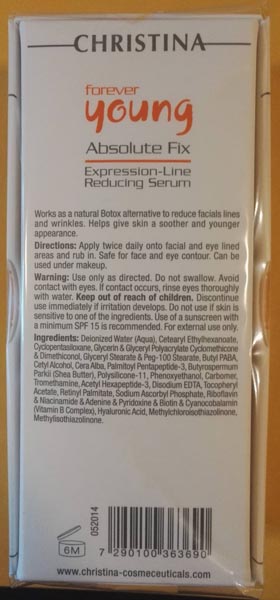 CHRISTINA
forever
young
Absolute Fix
Expression-Line
Reducing Serum
Works as a natural Botox alternative to reduce facials lines
and wrinkles. Helps give skin a soother and younger
appearance.
Directions: Apply twice daily onto facial and eye lined
areas and rub in. Safe for face and eye contour. Can be
used under makeup.
Warning: Use only as directed. Do not swallow. Avoid
contact with eyes. If contact occurs, rinse eyes thoroughly
with water. Keep out of reach of children. Discontinue
use immediately if irritation develops. Do not use if skin is
sensitive to one of the ingredients. Use of a sunscreen with
a minimum SPF 15 is recommended. For external use only.
Ingredients: Deionized Water (Aqua), Cetearyl Ethylhexanoate,
Cyclopentasiloxane, Glycerin & Glyceryl Polyacrylate Cyclomethicone
& Dimethiconol, Glyceryl Stearate & Peg-100 Stearate, Butyl PABA,
Cetyl Alcohol, Cera Alba, Palmitoyl Pentapeptide-3, Butyrospermum
Parkii (Shea Butter), Polysilicone-11, Phenoxyethanol, Carbomer,
Tromethamine, Acetyl Hexapeptide-3, Disodium EDTA, Tocopheryl
Acetate, Retinyl Palmitate, Sodium Ascorbyl Phosphate, Riboflavin
& Niacinamide & Adenine & Pyridoxine & Biotin & Cyanocobalamin
(Vitamin B Complex), Hyaluronic Acid, Methylchloroisothiazolinone,
Methylisothiazolinone.
6M
052014
7 290100 363690
www.christina-cosmeceuticals.com